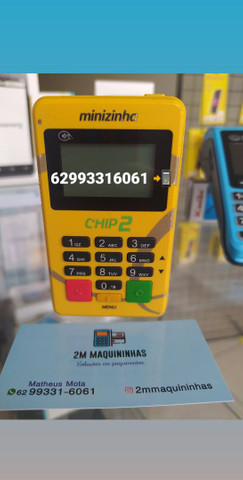 minizinha
62993316061
CHIP 2
1 QZ
2 ABC
3 DEF
4 GHI
5 JKL
6 MNO
7 PRS
8 TUV
9 WXY
0
MENU
2M MAQUININHAS
Soluções em pagamentos
Matheus Mota
62 99331-6061
2mmaquininhas